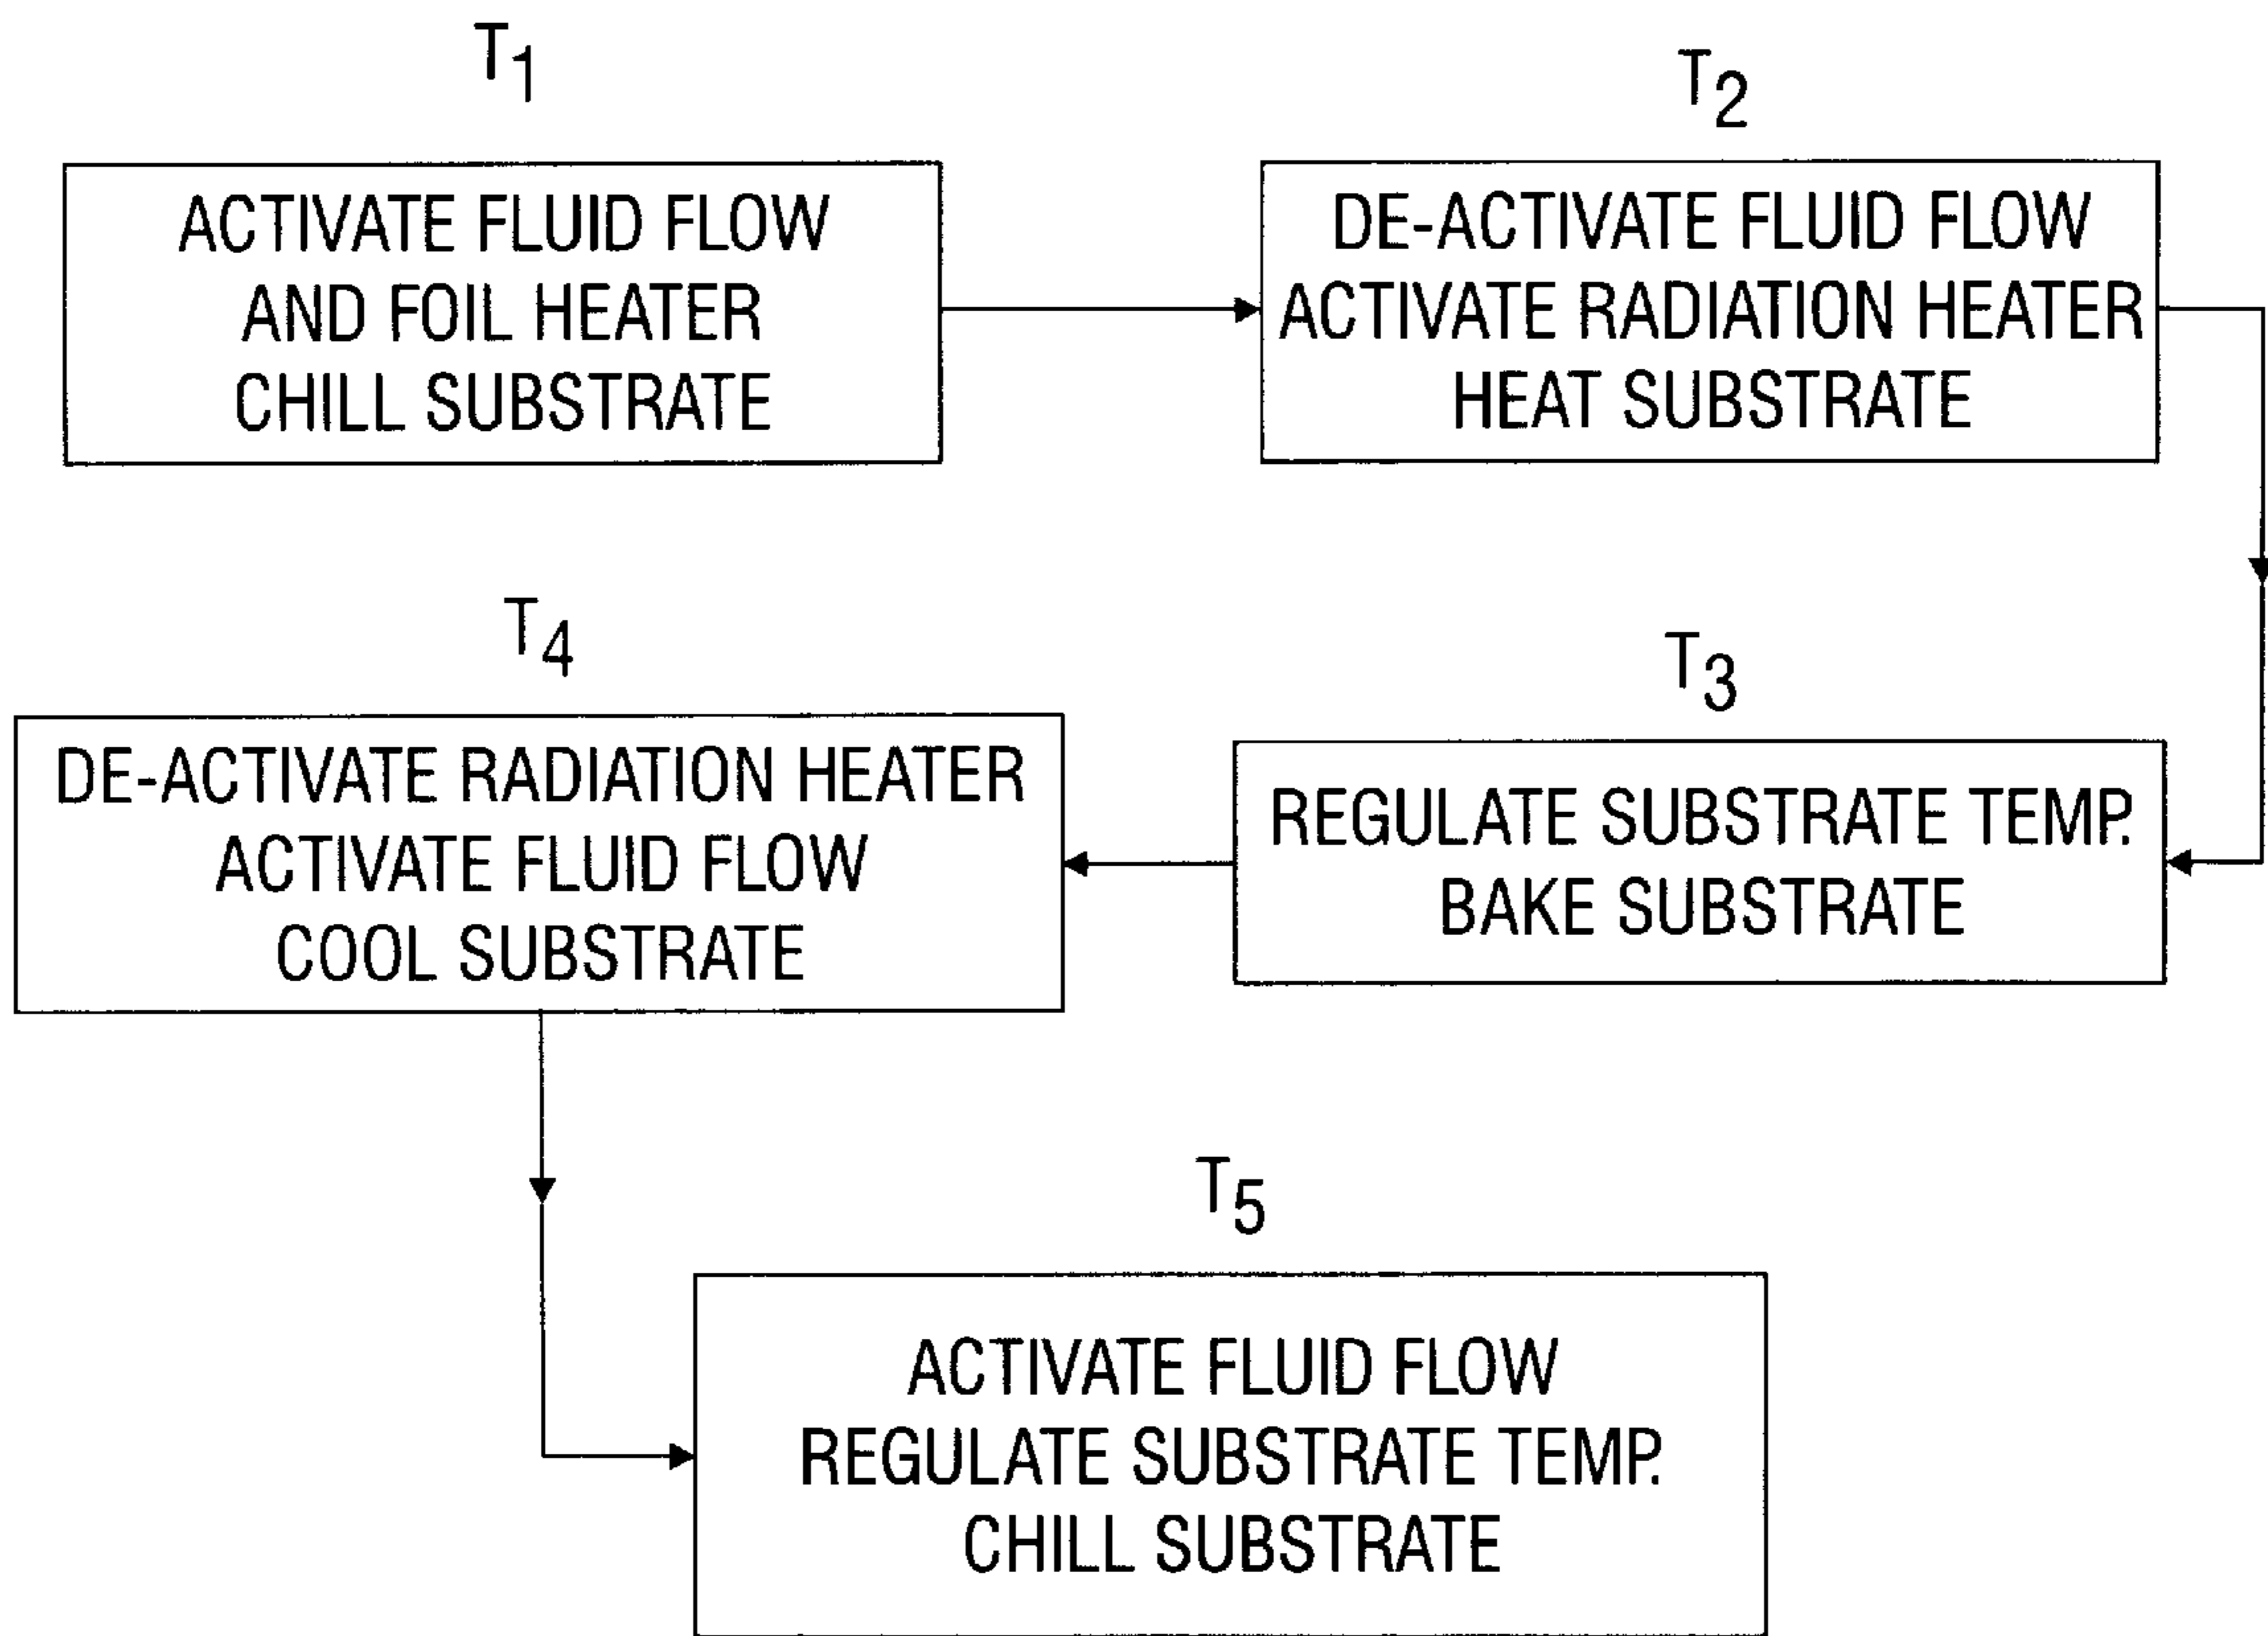 T1
ACTIVATE FLUID FLOW
AND FOIL HEATER
CHILL SUBSTRATE
T2
DE-ACTIVATE FLUID FLOW
ACTIVATE RADIATION HEATER
HEAT SUBSTRATE
T3
REGULATE SUBSTRATE TEMP.
BAKE SUBSTRATE
T4
DE-ACTIVATE RADIATION HEATER
ACTIVATE FLUID FLOW
COOL SUBSTRATE
T5
ACTIVATE FLUID FLOW
REGULATE SUBSTRATE TEMP.
CHILL SUBSTRATE